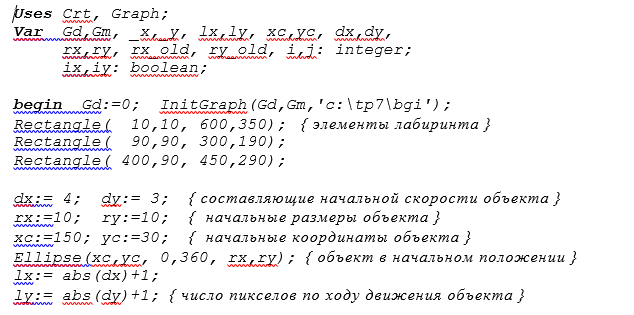 Uses Crt, Graph;
Var Gd,Gm, _x,_y, lx,ly, xc,yc, dx,dy,
rx,ry, rx_old, ry_old, i,j: integer;
ix,iy: boolean;
begin Gd:=0; InitGraph(Gd,Gm,'c:\tp7\bgi');
Rectangle( 10,10, 600,350); { элементы лабиринта }
Rectangle( 90,90, 300,190);
Rectangle( 400,90, 450,290);
dx:= 4; dy:= 3; { составляющие начальной скорости объекта }
rx:=10; ry:=10; { начальные размеры объекта }
xc:=150; yc:=30; { начальные координаты объекта }
Ellipse(xc,yc, 0,360, rx,ry); { объект в начальном положении }
lx:= abs(dx)+1;
ly:= abs(dy)+1; { число пикселов по ходу движения объекта }